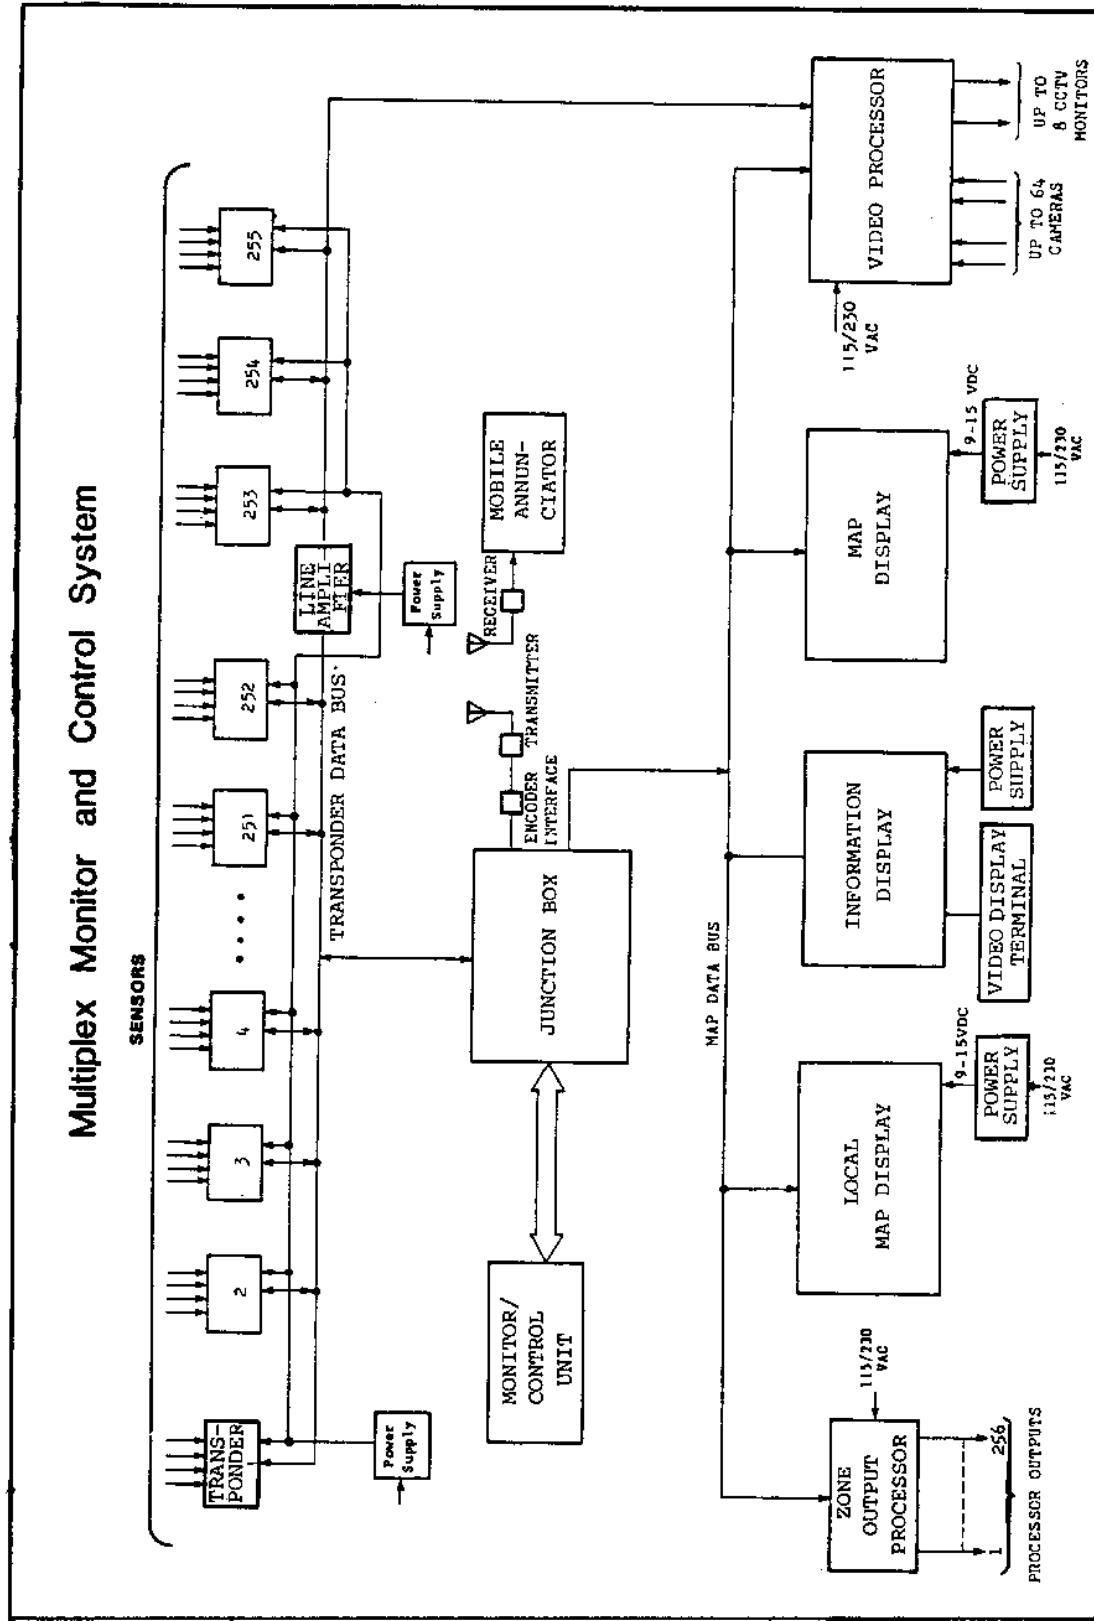 Multiplex Monitor and Control System
SENSORS
TRANS-
PONDER
2
3
4
251
252
253
254
255
Power
Supply
TRANSPONDER DATA BUS
LINE
AMPLI-
FIER
Power
Supply
MONITOR/
CONTROL
UNIT
JUNCTION BOX
ENCODER
INTERFACE
TRANSMITTER
RECEIVER
MOBILE
ANNUN-
CIATOR
MAP DATA BUS
ZONE
OUTPUT
PROCESSOR
115/230
VAC
1
256
PROCESSOR OUTPUTS
LOCAL
MAP DISPLAY
9-15VDC
POWER
SUPPLY
115/230
VAC
INFORMATION
DISPLAY
VIDEO DISPLAY
TERMINAL
POWER
SUPPLY
MAP
DISPLAY
9-15 VDC
POWER
SUPPLY
115/230
VAC
115/230
VAC
VIDEO PROCESSOR
UP TO 64
CAMERAS
UP TO
8 CCTV
MONITORS